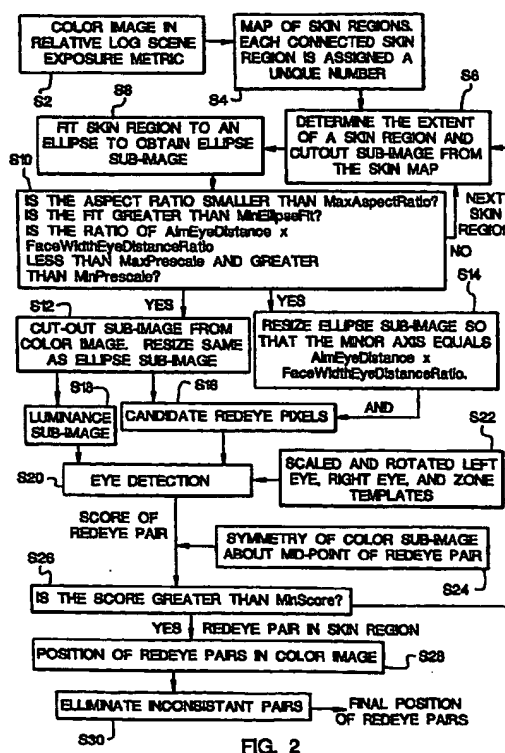 COLOR IMAGE IN
RELATIVE LOG SCENE
EXPOSURE METRIC
S2
MAP OF SKIN REGIONS.
EACH CONNECTED SKIN
REGION IS ASSIGNED A
UNIQUE NUMBER
S4
S6
DETERMINE THE EXTENT
OF A SKIN REGION AND
CUTOUT SUB-IMAGE FROM
THE SKIN MAP
S8
FIT SKIN REGION TO AN
ELLIPSE TO OBTAIN ELLIPSE
SUB-IMAGE
S10
IS THE ASPECT RATIO SMALLER THAN MaxAspectRatio?
IS THE FIT GREATER THAN MinEllipseFit?
IS THE RATIO OF AimEyeDistance x
FaceWidthEyeDistanceRatio
LESS THAN MaxPrescale AND GREATER
THAN MinPrescale?
NEXT
SKIN
REGION
NO
S12
YES
YES
S14
CUT-OUT SUB-IMAGE FROM
COLOR IMAGE. RESIZE SAME
AS ELLIPSE SUB-IMAGE
RESIZE ELLIPSE SUB-IMAGE SO
THAT THE MINOR AXIS EQUALS
AimEyeDistance x
FaceWidthEyeDistanceRatio.
S18
S16
LUMINANCE
SUB-IMAGE
CANDIDATE REDEYE PIXELS
AND
S22
S20
EYE DETECTION
SCALED AND ROTATED LEFT
EYE, RIGHT EYE, AND ZONE
TEMPLATES
SCORE OF
REDEYE PAIR
SYMMETRY OF COLOR SUB-IMAGE
ABOUT MID-POINT OF REDEYE PAIR
S24
S26
IS THE SCORE GREATER THAN MinScore?
YES
REDEYE PAIR IN SKIN REGION
POSITION OF REDEYE PAIRS IN COLOR IMAGE
S28
ELLIMINATE INCONSISTANT PAIRS
FINAL POSITION
OF REDEYE PAIRS
S30
FIG. 2